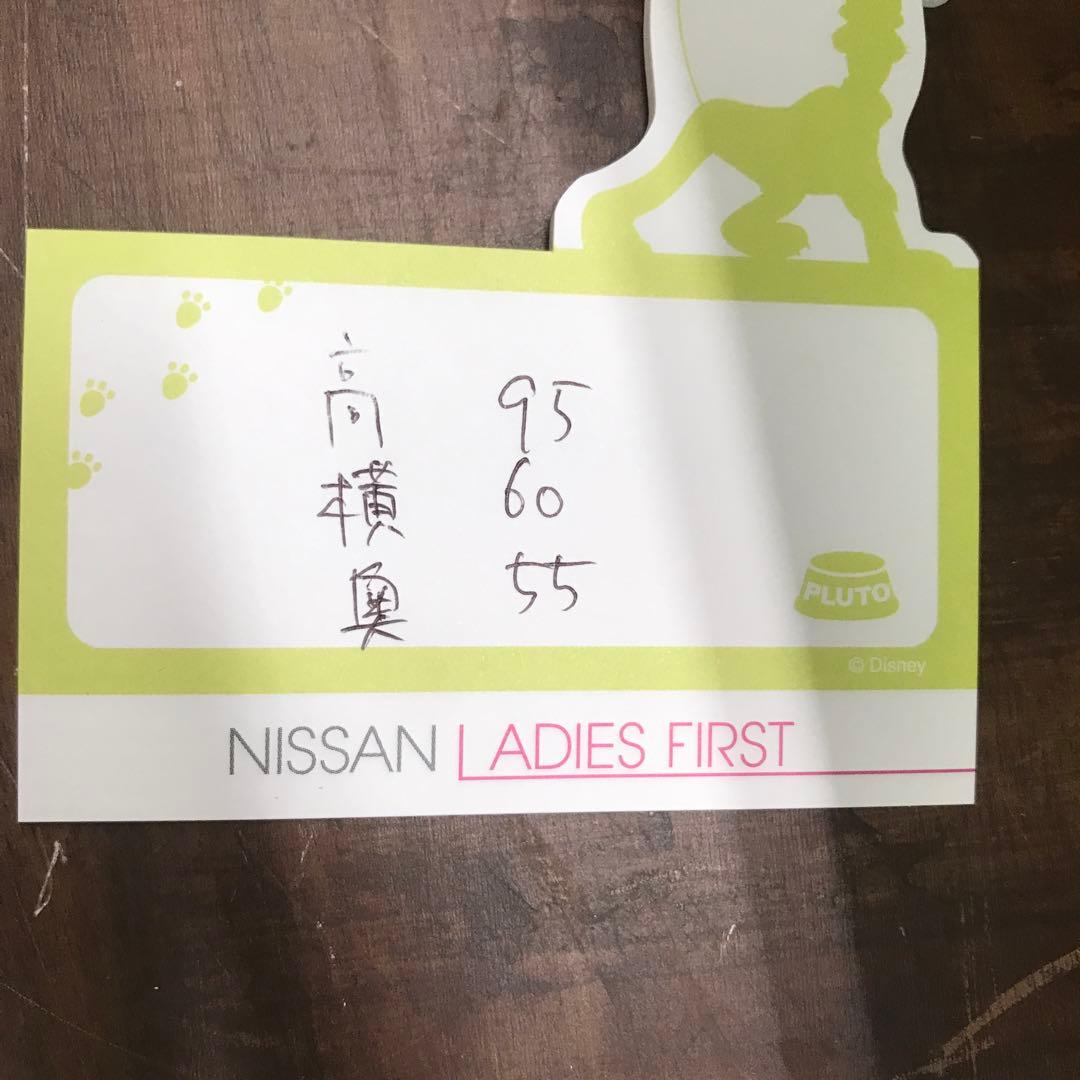 高 95
横 60
奥 55
PLUTO
© Disney
NISSAN LADIES FIRST